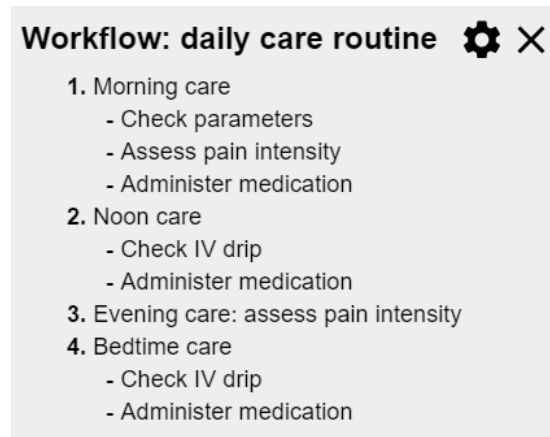 Workflow: daily care routine
1. Morning care
- Check parameters
- Assess pain intensity
- Administer medication
2. Noon care
- Check IV drip
- Administer medication
3. Evening care: assess pain intensity
4. Bedtime care
- Check IV drip
- Administer medication